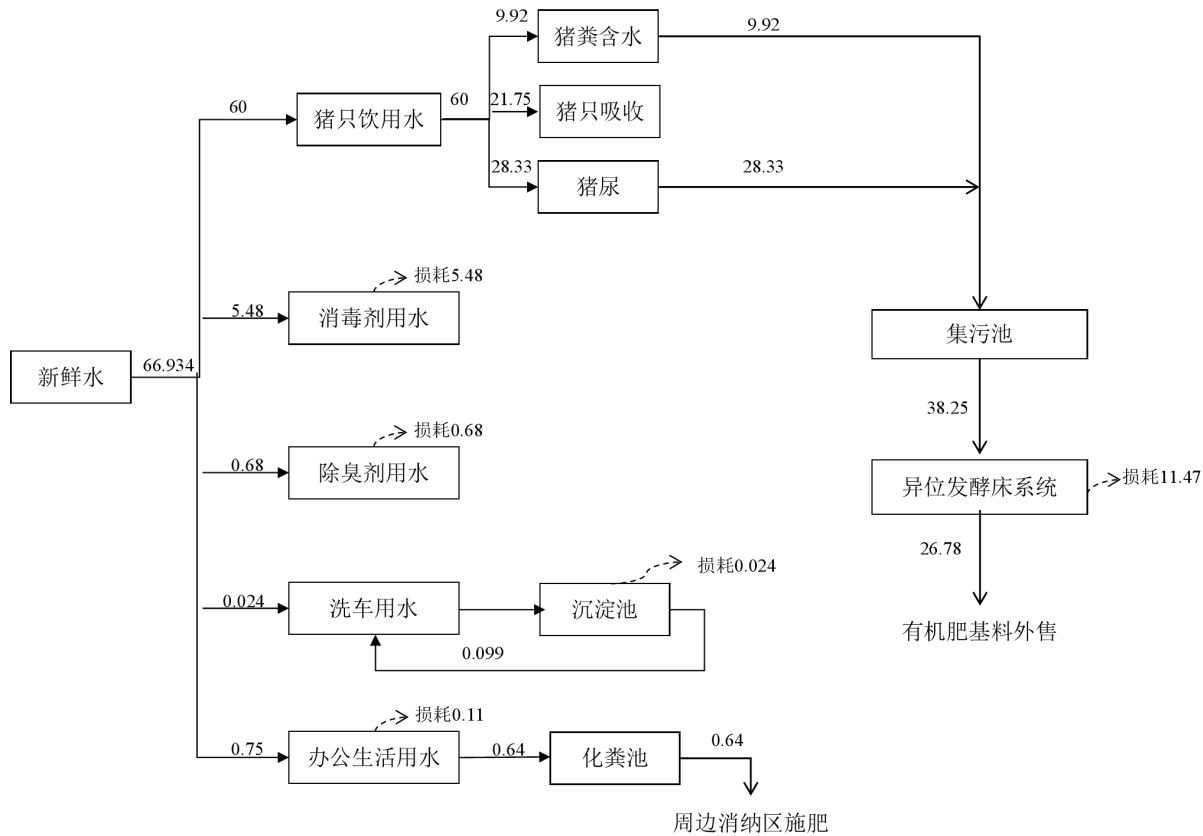 9.92
猪粪含水
9.92
60
猪只饮用水
60
21.75
猪只吸收
28.33
猪尿
28.33
损耗5.48
5.48
消毒剂用水
集污池
新鲜水
66.934
38.25
损耗0.68
0.68
除臭剂用水
异位发酵床系统
损耗11.47
26.78
损耗0.024
0.024
洗车用水
沉淀池
有机肥基料外售
0.099
损耗0.11
0.75
办公生活用水
0.64
化粪池
0.64
周边消纳区施肥